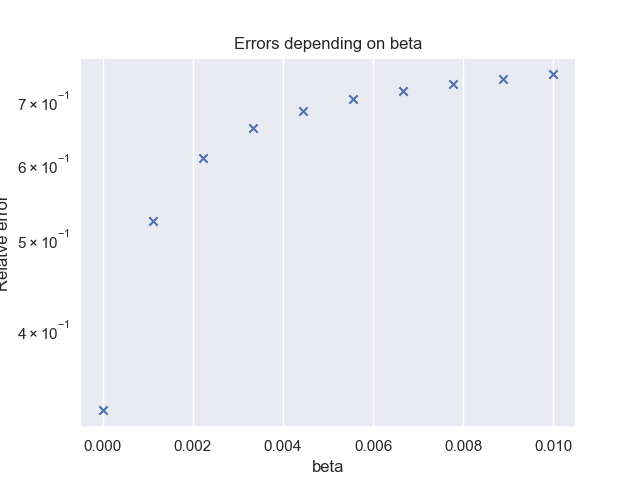 Errors depending on beta
7 × 10⁻¹
6 × 10⁻¹
5 × 10⁻¹
4 × 10⁻¹
Relatve error
0.000 0.002 0.004 0.006 0.008 0.010
beta